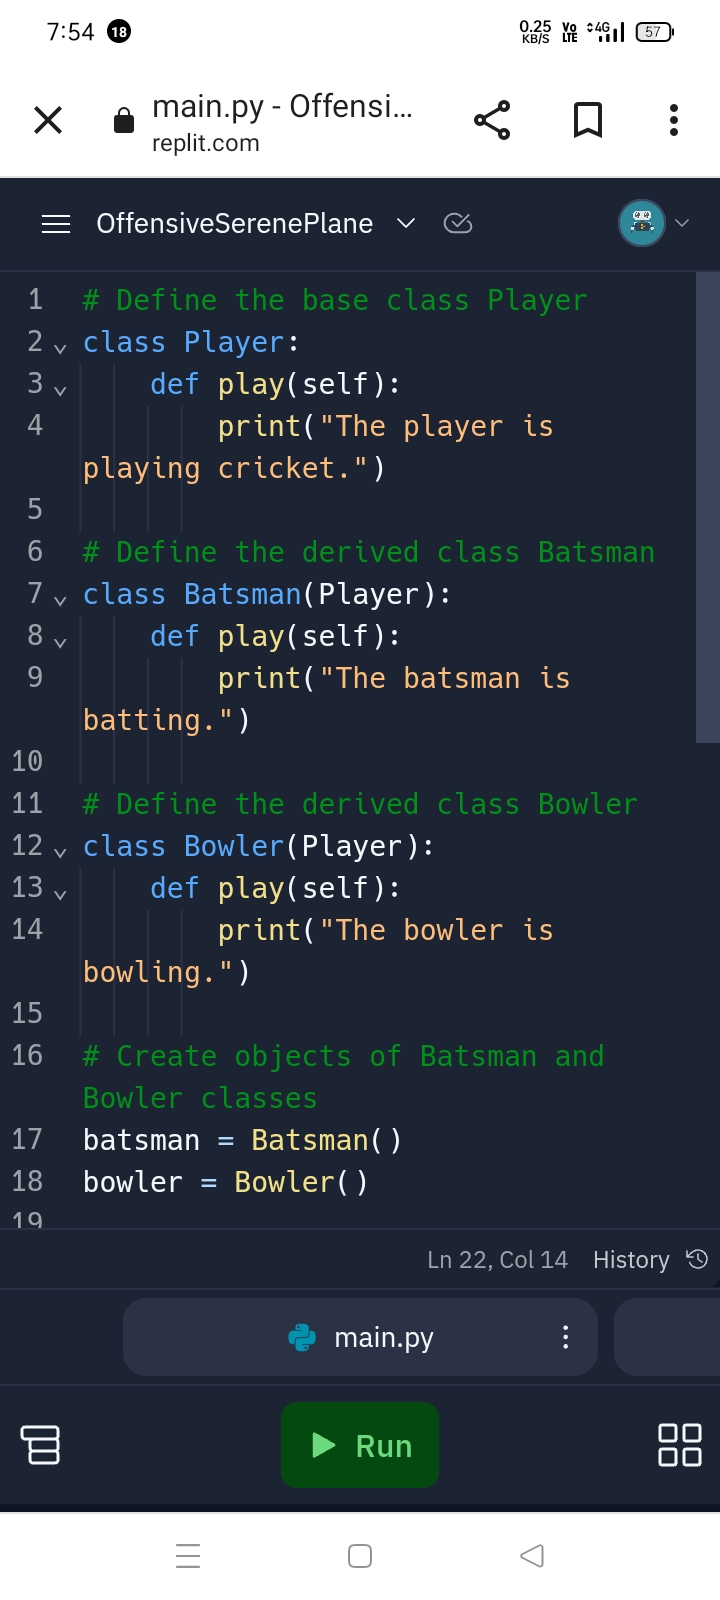 7:54 18 0.25 KB/S Vo LTE 4G 57
main.py - Offensi...
replit.com
OffensiveSerenePlane
1 # Define the base class Player
2 class Player:
3     def play(self):
4         print("The player is
playing cricket.")
5
6 # Define the derived class Batsman
7 class Batsman(Player):
8     def play(self):
9         print("The batsman is
batting.")
10
11 # Define the derived class Bowler
12 class Bowler(Player):
13     def play(self):
14         print("The bowler is
bowling.")
15
16 # Create objects of Batsman and
Bowler classes
17 batsman = Batsman()
18 bowler = Bowler()
19
Ln 22, Col 14 History
main.py
Run